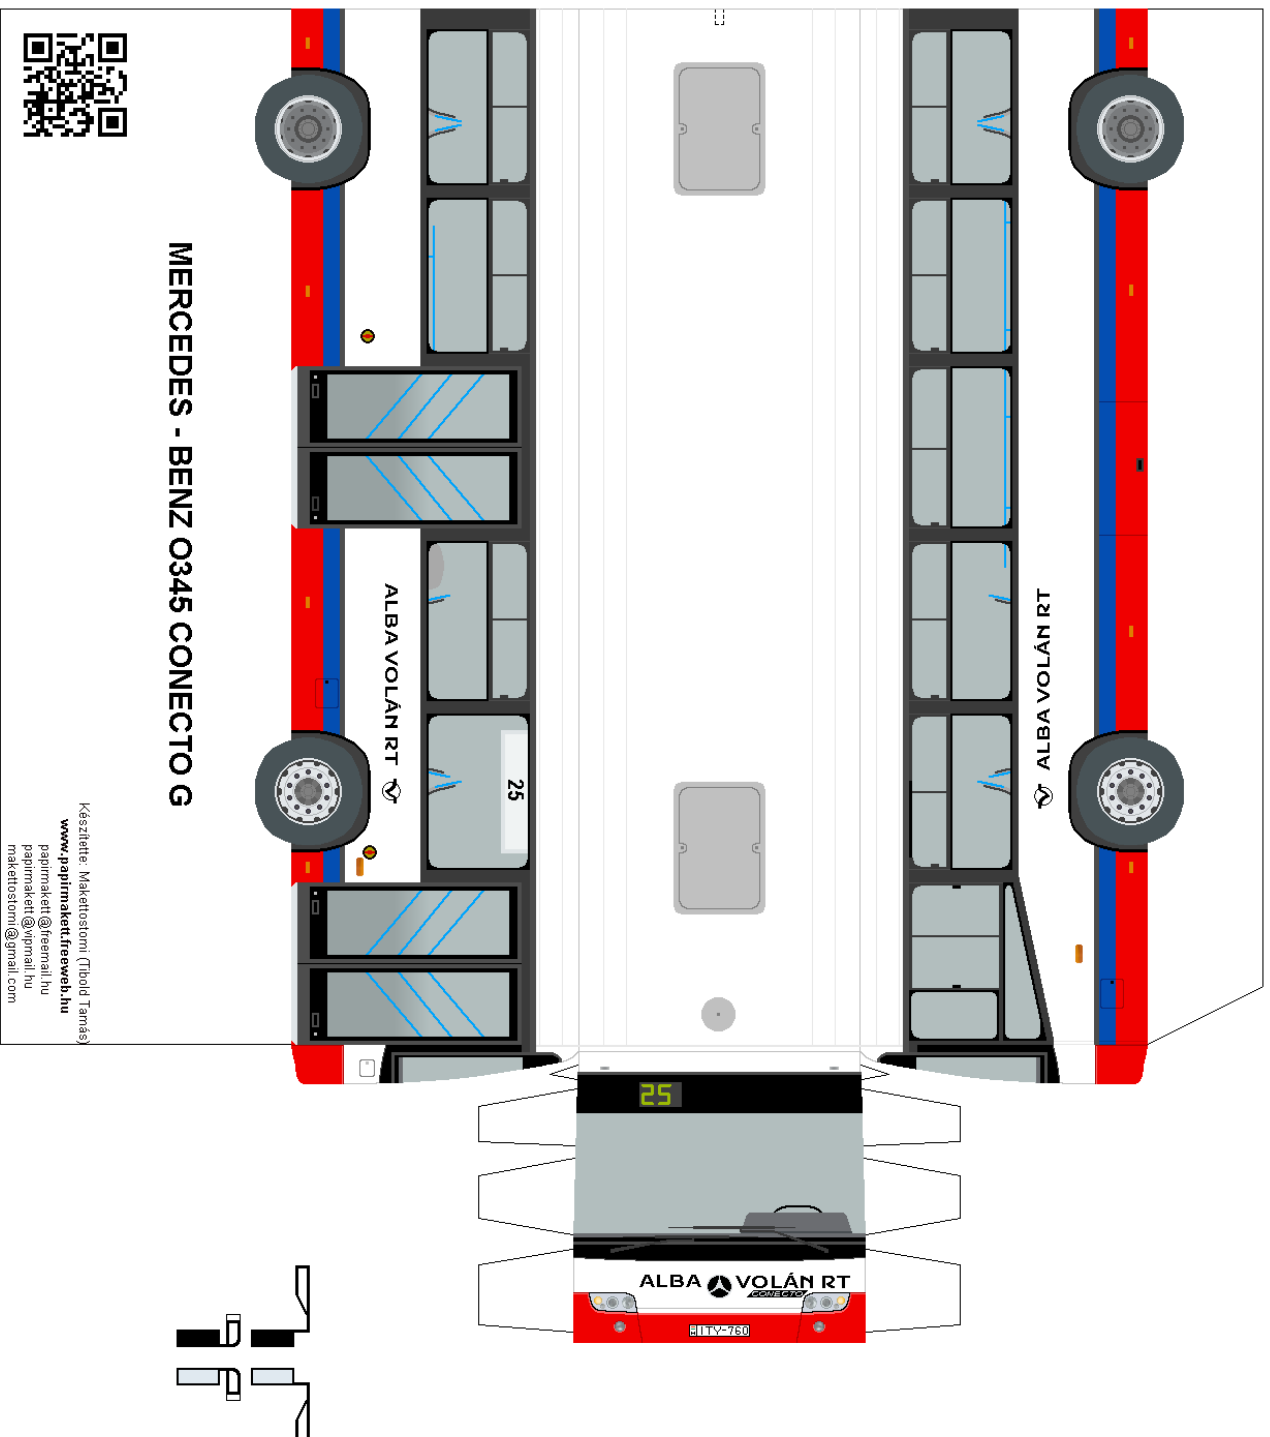 MERCEDES - BENZ O345 CONECTO G
Készítette: Makettostomi (Tibold Tamás)
www.papirmakett.freeweb.hu
papirmakett@freemail.hu
papirmakett@vipmail.hu
makettostomi@gmail.com
ALBA VOLÁN RT
25
ALBA VOLÁN RT
25
ALBA VOLÁN RT
CONECTO
ITY-760